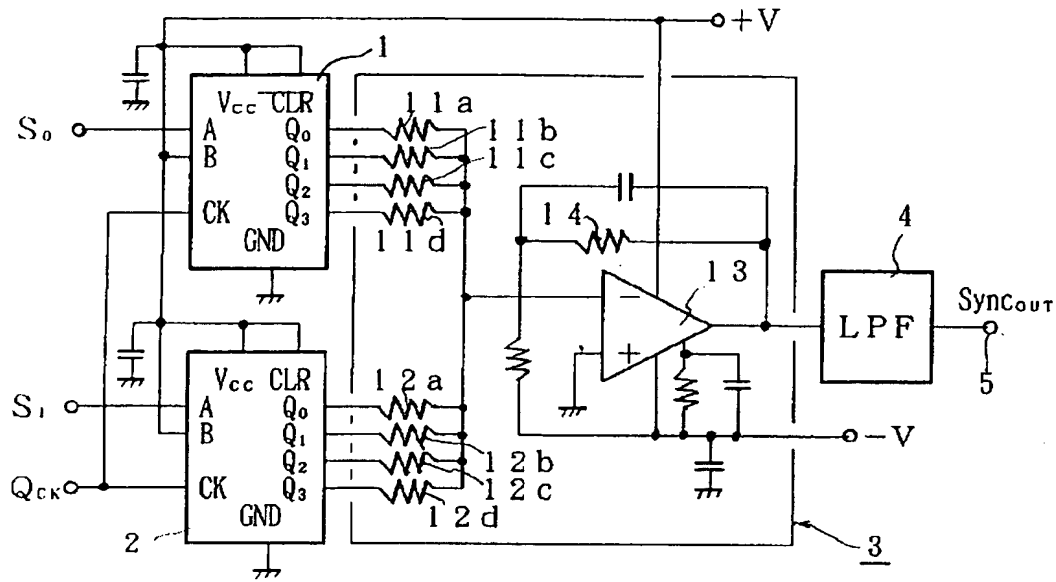 +V
1
Vcc CLR
S₀
A
B
CK
GND
Q₀
Q₁
Q₂
Q₃
11a
11b
11c
11d
14
13
4
LPF
SyncOUT
5
Vcc CLR
S₁
A
B
QCK
CK
GND
2
Q₀
Q₁
Q₂
Q₃
12a
12b
12c
12d
−
+
−V
3